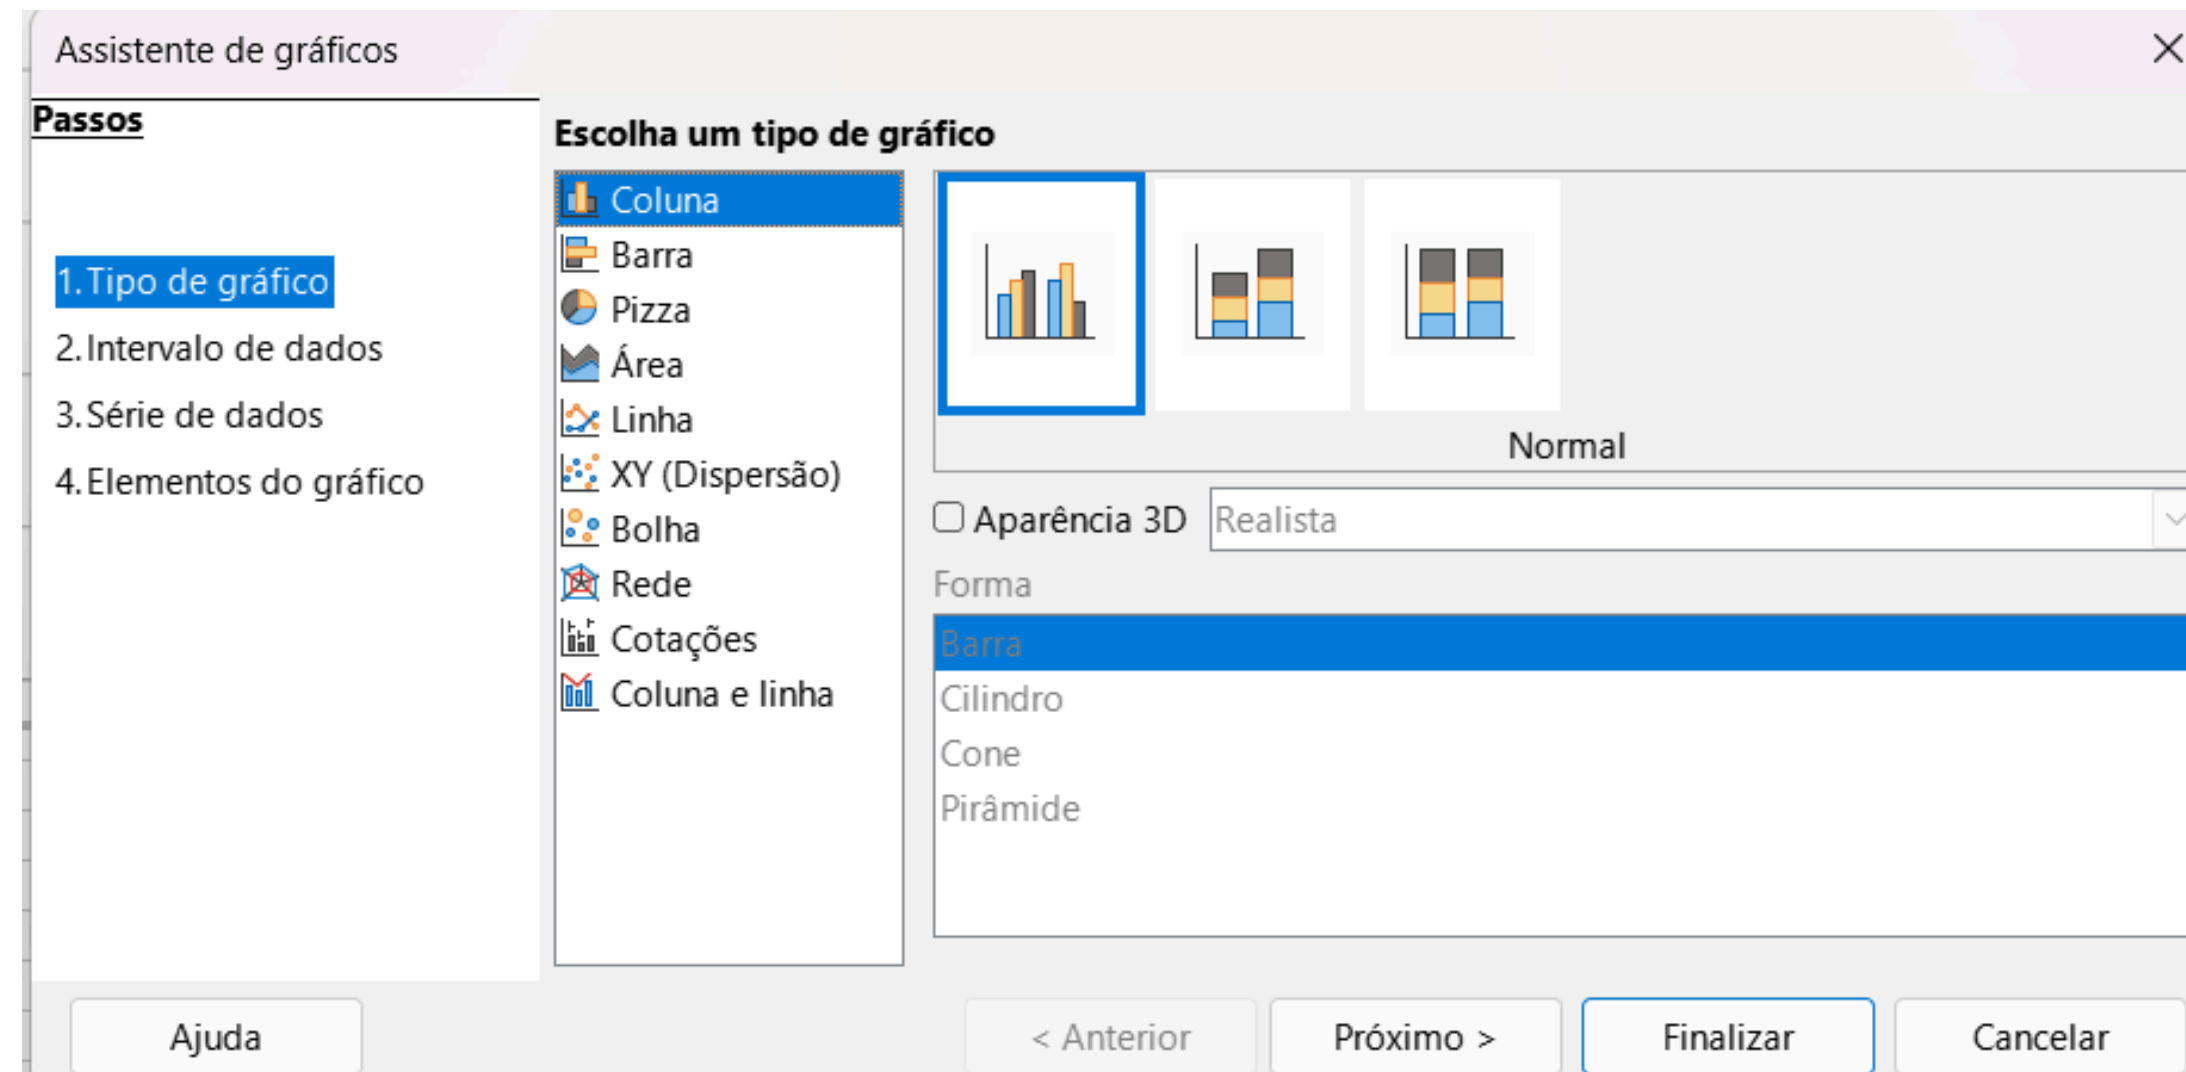 Assistente de gráficos
Passos
1.Tipo de gráfico
2.Intervalo de dados
3.Série de dados
4.Elementos do gráfico
Escolha um tipo de gráfico
Coluna
Barra
Pizza
Área
Linha
XY (Dispersão)
Bolha
Rede
Cotações
Coluna e linha
Normal
Aparência 3D Realista
Forma
Barra
Cilindro
Cone
Pirâmide
Ajuda < Anterior Próximo > Finalizar Cancelar